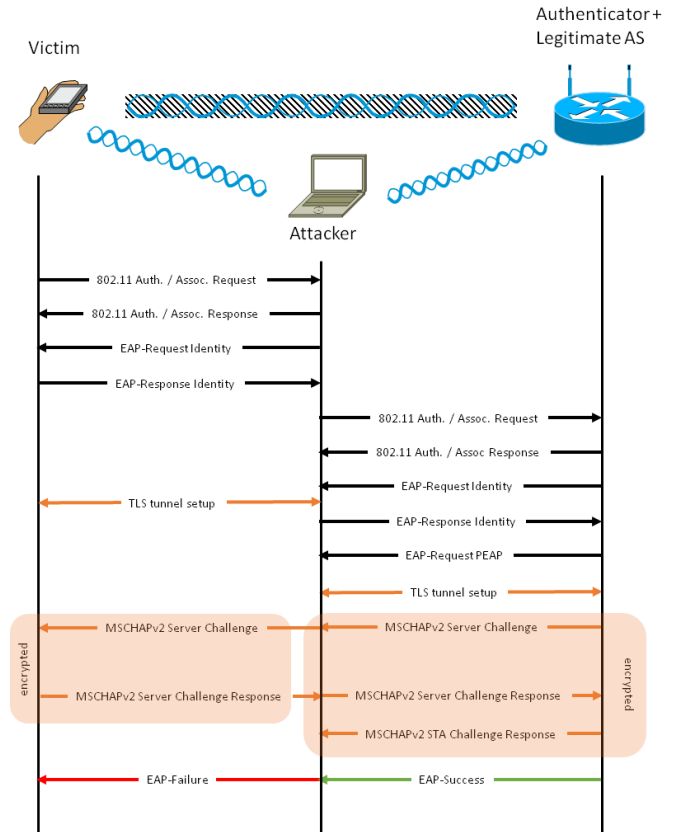 Authenticator +
Legitimate AS
Victim
Attacker
802.11 Auth. / Assoc. Request
802.11 Auth. / Assoc. Response
EAP-Request Identity
EAP-Response Identity
802.11 Auth. / Assoc. Request
802.11 Auth. / Assoc Response
EAP-Request Identity
TLS tunnel setup
EAP-Response Identity
EAP-Request PEAP
TLS tunnel setup
MSCHAPv2 Server Challenge
MSCHAPv2 Server Challenge
encrypted
encrypted
MSCHAPv2 Server Challenge Response
MSCHAPv2 Server Challenge Response
MSCHAPv2 STA Challenge Response
EAP-Failure
EAP-Success